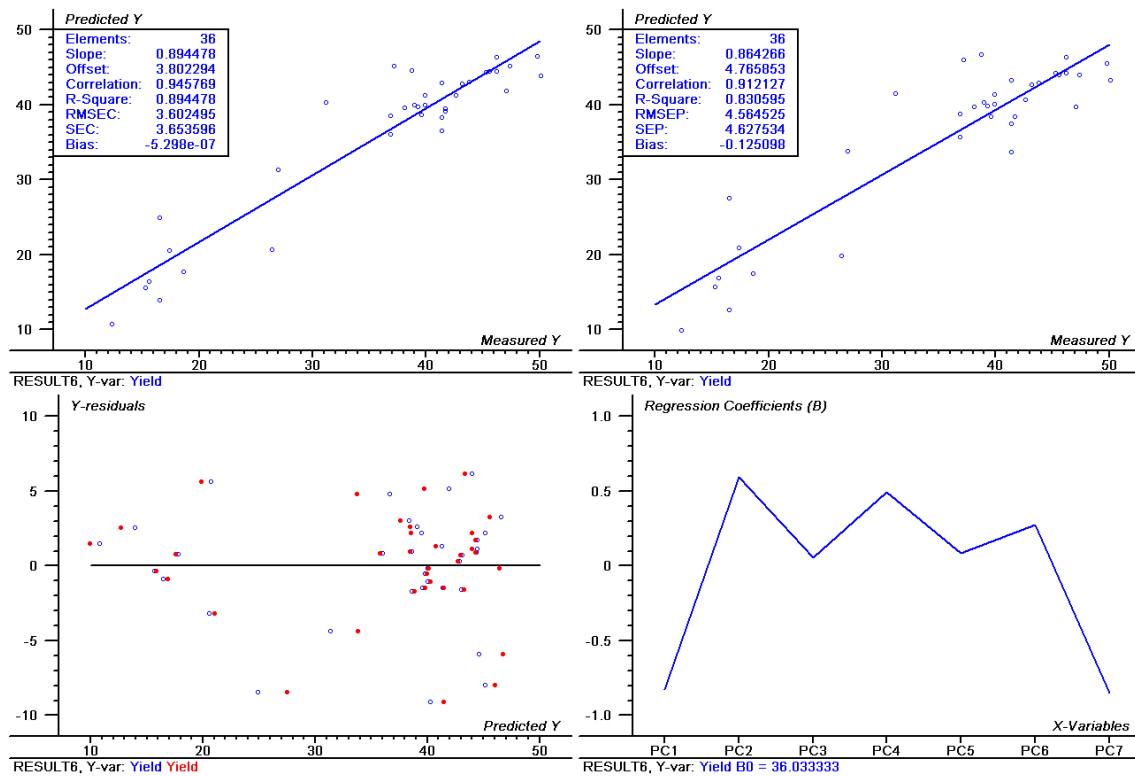 Predicted Y
Elements: 36
Slope: 0.894478
Offset: 3.802294
Correlation: 0.945769
R-Square: 0.894478
RMSEC: 3.602495
SEC: 3.653596
Bias: -5.298e-07
50
40
30
20
10
Measured Y
10 20 30 40 50
RESULT6, Y-var: Yield
Predicted Y
Elements: 36
Slope: 0.864266
Offset: 4.765853
Correlation: 0.912127
R-Square: 0.830595
RMSEP: 4.564525
SEP: 4.627534
Bias: -0.125098
50
40
30
20
10
Measured Y
10 20 30 40 50
RESULT6, Y-var: Yield
Y-residuals
10
5
0
-5
-10
Predicted Y
10 20 30 40 50
RESULT6, Y-var: Yield Yield
Regression Coefficients (B)
1.0
0.5
0
-0.5
-1.0
X-Variables
PC1 PC2 PC3 PC4 PC5 PC6 PC7
RESULT6, Y-var: Yield B0 = 36.033333